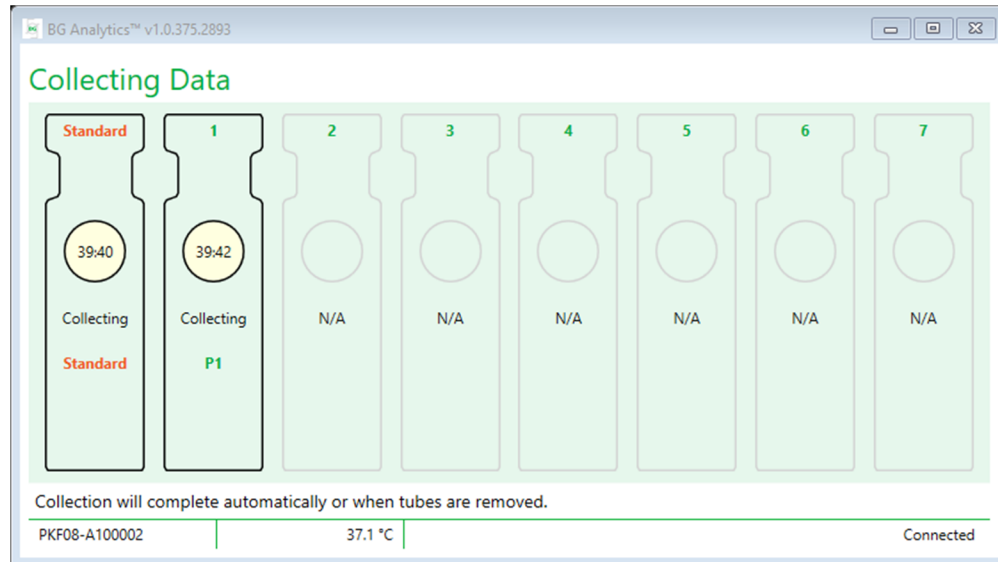 BG Analytics™ v1.0.375.2893
Collecting Data
Standard 1 2 3 4 5 6 7
39:40 39:42
Collecting Collecting N/A N/A N/A N/A N/A N/A
Standard P1
Collection will complete automatically or when tubes are removed.
PKF08-A100002 37.1 °C Connected